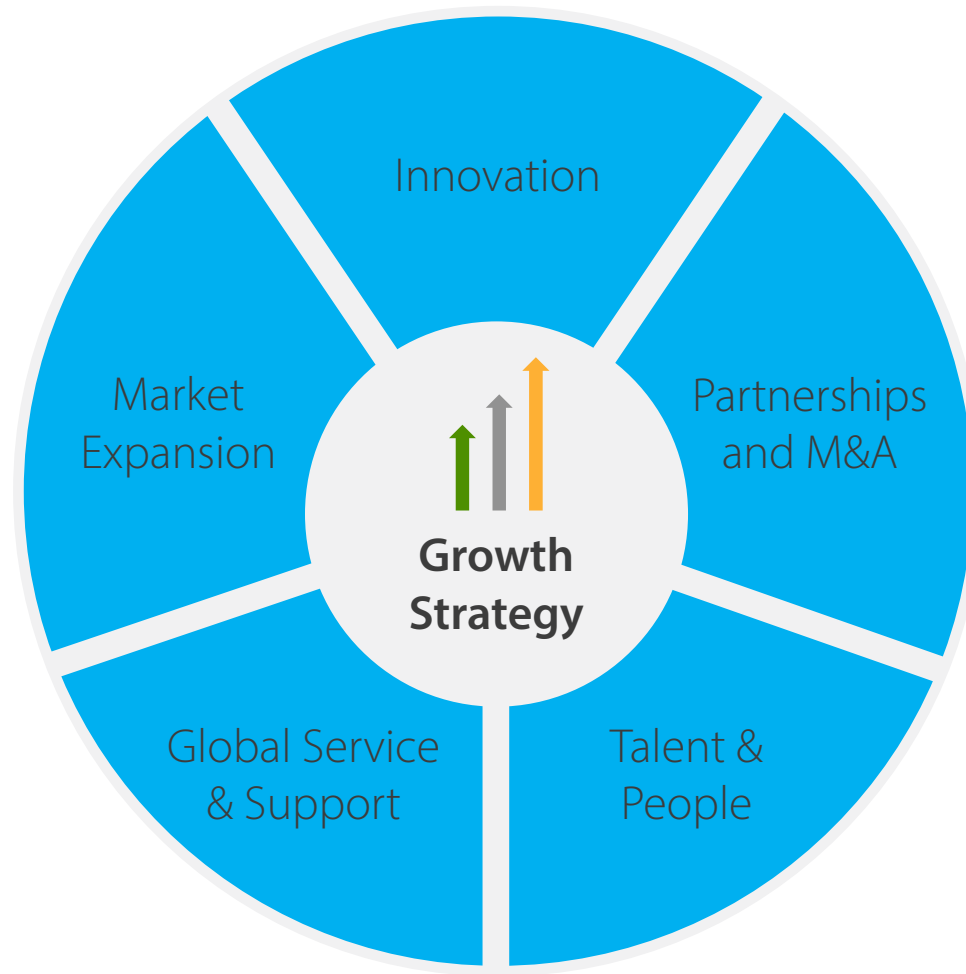 Innovation
Market
Expansion
Partnerships
and M&A
Growth
Strategy
Global Service
& Support
Talent &
People